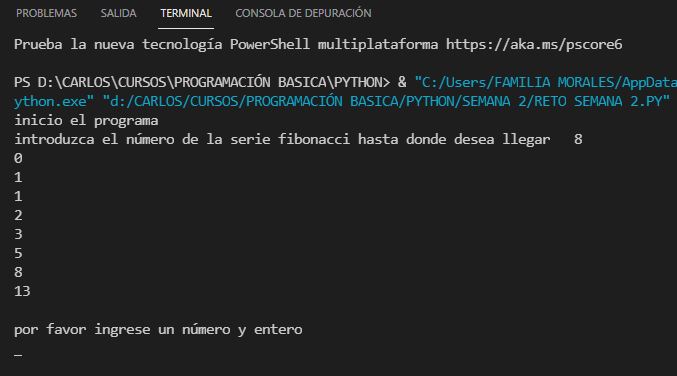 PROBLEMAS SALIDA TERMINAL CONSOLA DE DEPURACIÓN
Prueba la nueva tecnología PowerShell multiplataforma https://aka.ms/pscore6
PS D:\CARLOS\CURSOS\PROGRAMACIÓN BASICA\PYTHON> & "C:/Users/FAMILIA MORALES/AppData
ython.exe" "d:/CARLOS/CURSOS/PROGRAMACIÓN BASICA/PYTHON/SEMANA 2/RETO SEMANA 2.PY"
inicio el programa
introduzca el número de la serie fibonacci hasta donde desea llegar 8
0
1
1
2
3
5
8
13
por favor ingrese un número y entero
_